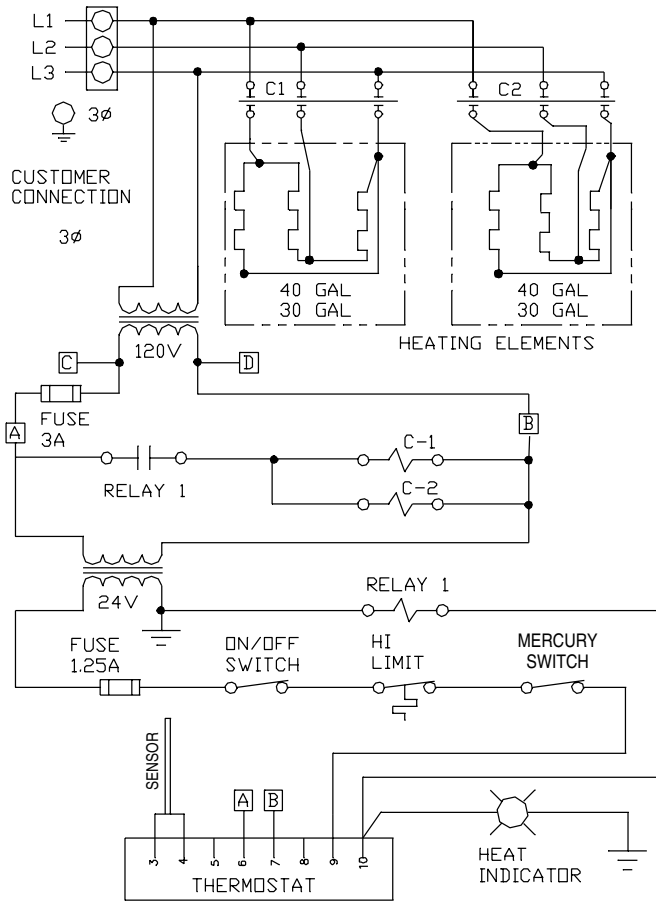 L1
L2
L3
3ø
CUSTOMER
CONNECTION
3ø
C1
C2
40 GAL
30 GAL
40 GAL
30 GAL
HEATING ELEMENTS
120V
C
D
FUSE
3A
A
B
RELAY 1
C-1
C-2
24V
RELAY 1
FUSE
1.25A
ON/OFF
SWITCH
HI
LIMIT
MERCURY
SWITCH
SENSOR
A
B
3
4
5
6
7
8
9
10
THERMOSTAT
HEAT
INDICATOR